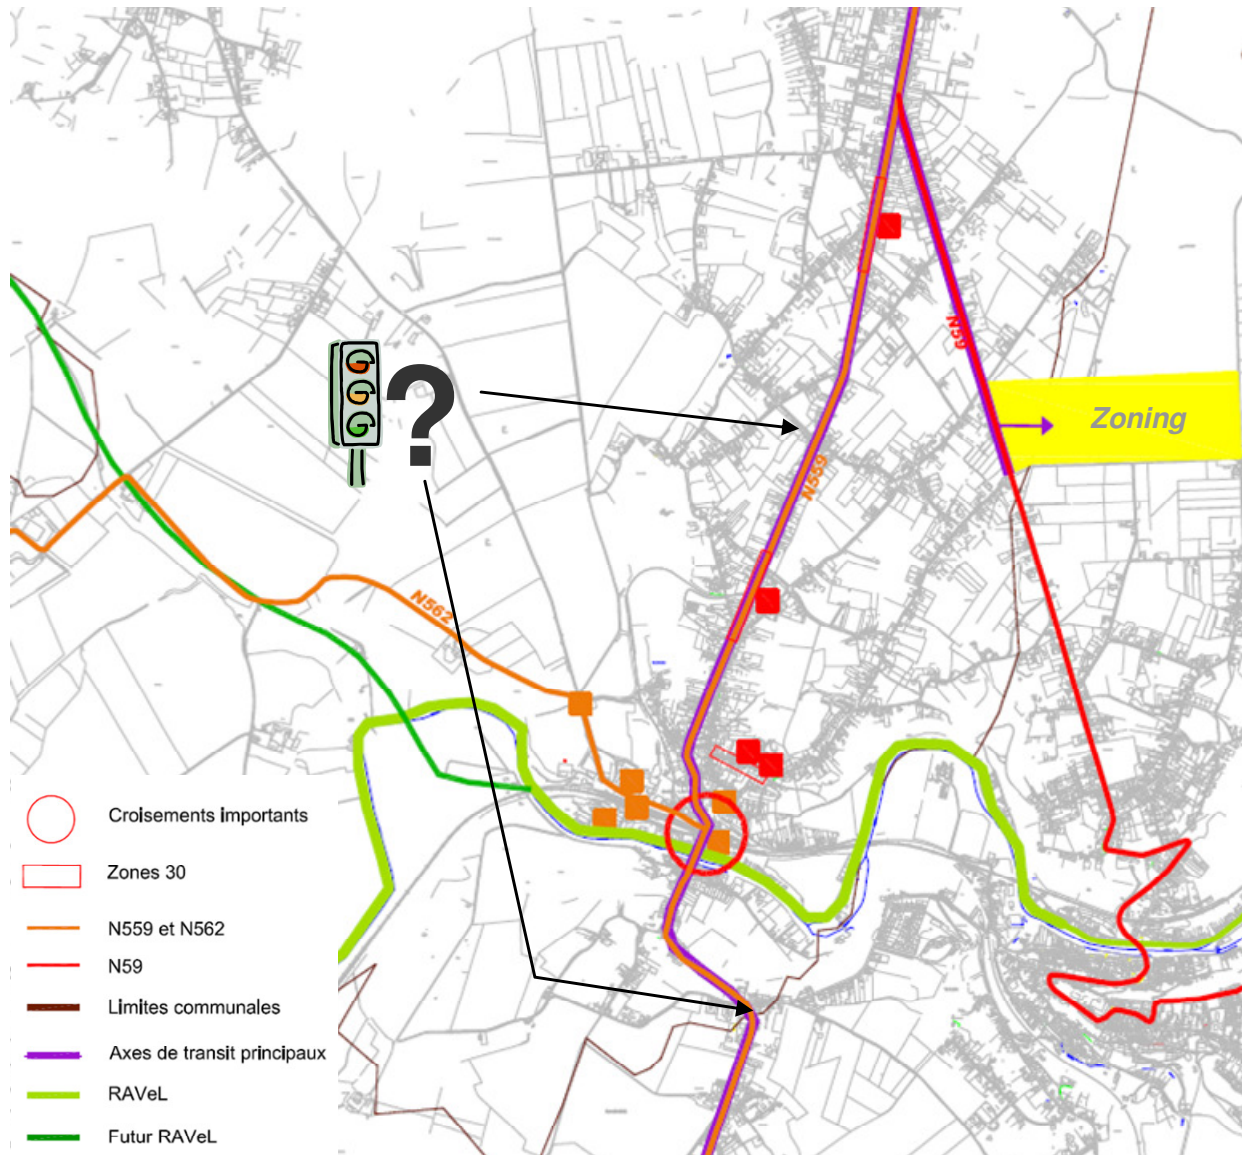 N59
Zoning
?
N559
N562
Croisements importants
Zones 30
N559 et N562
N59
Limites communales
Axes de transit principaux
RAVeL
Futur RAVeL